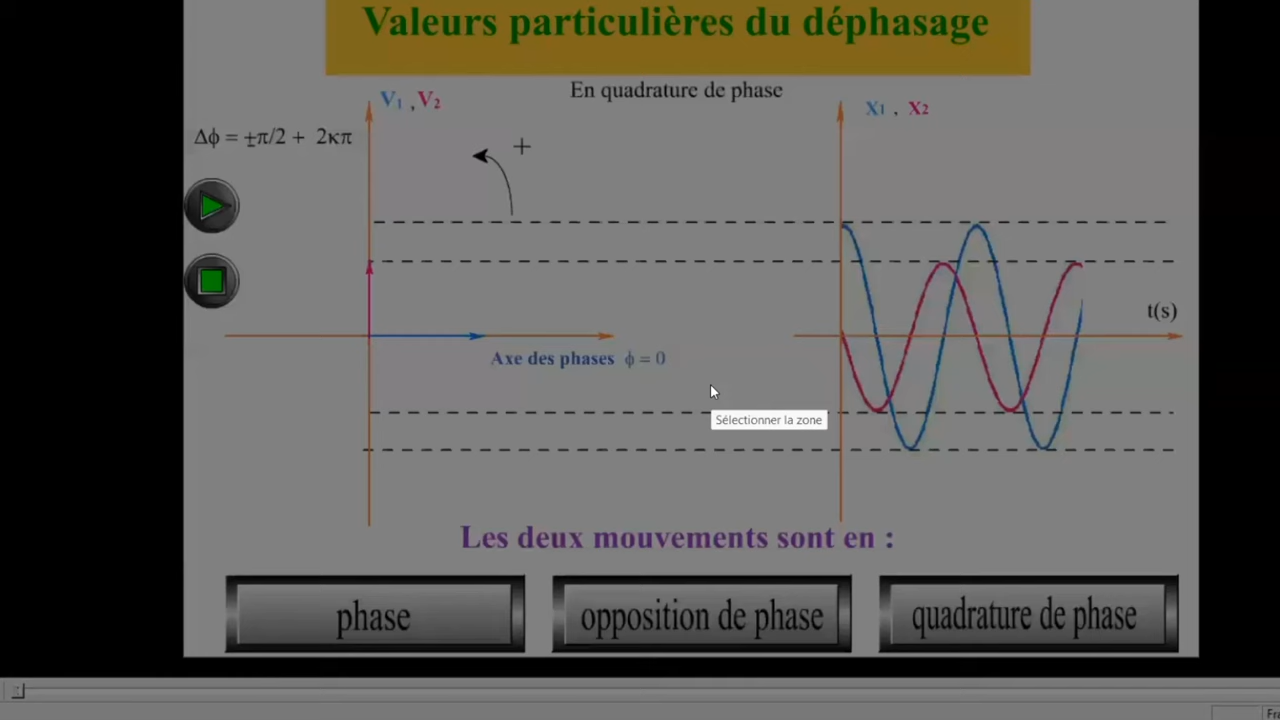 Valeurs particulières du déphasage
En quadrature de phase
V1 ,V2
X1 , X2
Δϕ = ±π/2 + 2κπ
+
t(s)
Axe des phases ϕ = 0
Sélectionner la zone
Les deux mouvements sont en :
phase
opposition de phase
quadrature de phase